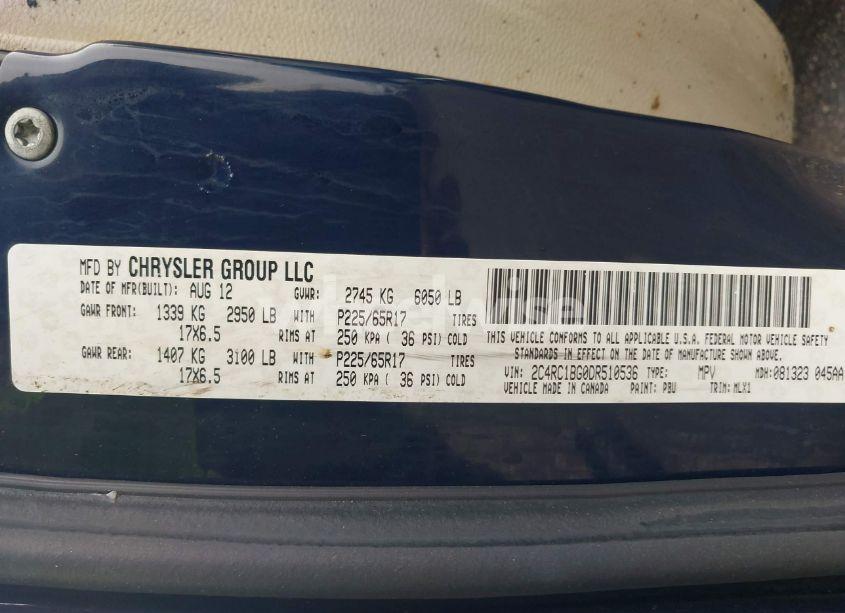 MFD BY CHRYSLER GROUP LLC
DATE OF MFR(BUILT): AUG 12 GVWR: 2745 KG 6050 LB
GAWR FRONT: 1339 KG 2950 LB WITH P225/65R17 TIRES
17X6.5 RIMS AT 250 KPA ( 36 PSI) COLD
GAWR REAR: 1407 KG 3100 LB WITH P225/65R17 TIRES
17X6.5 RIMS AT 250 KPA ( 36 PSI) COLD
THIS VEHICLE CONFORMS TO ALL APPLICABLE U.S.A. FEDERAL MOTOR VEHICLE SAFETY
STANDARDS IN EFFECT ON THE DATE OF MANUFACTURE SHOWN ABOVE.
VIN: 2C4RC1BG0DR510536 TYPE: MPV MDH: 081323 045AA
VEHICLE MADE IN CANADA PAINT: PBU TRIM: MLX1